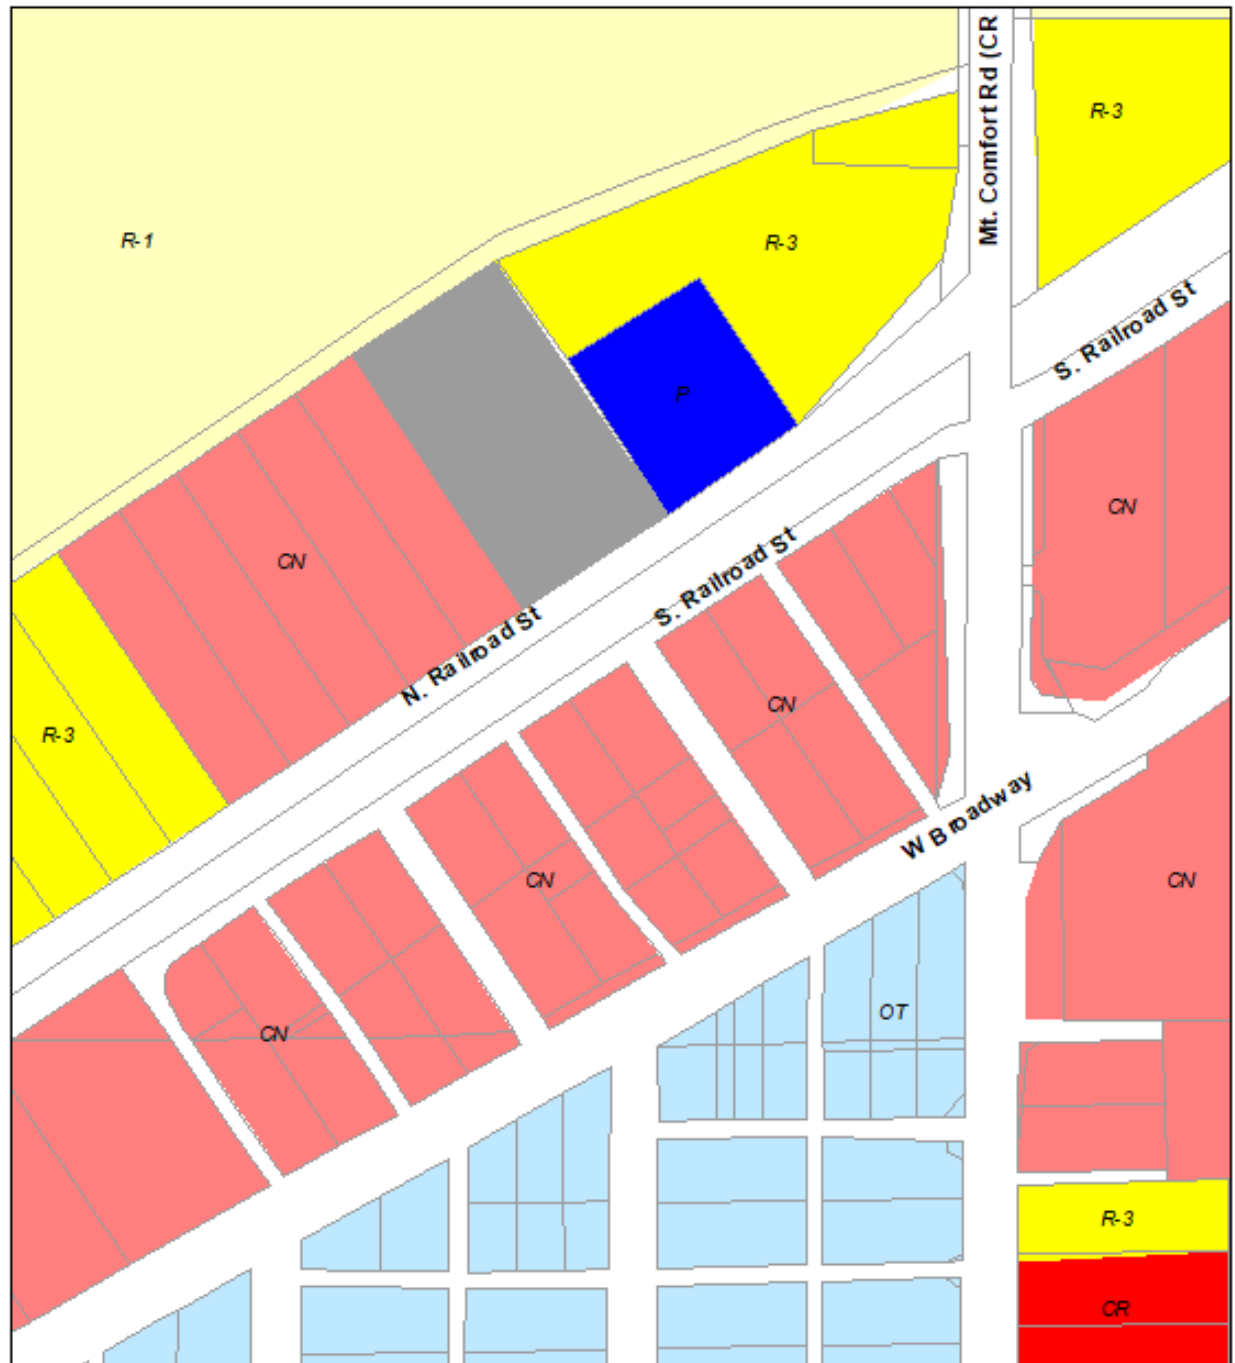 Mt. Comfort Rd (CR
R-3
R-1
R-3
S. Railroad St
P
CN
CN
S. Railroad St
N. Railroad St
CN
R-3
W Broadway
CN
CN
OT
CN
R-3
CR